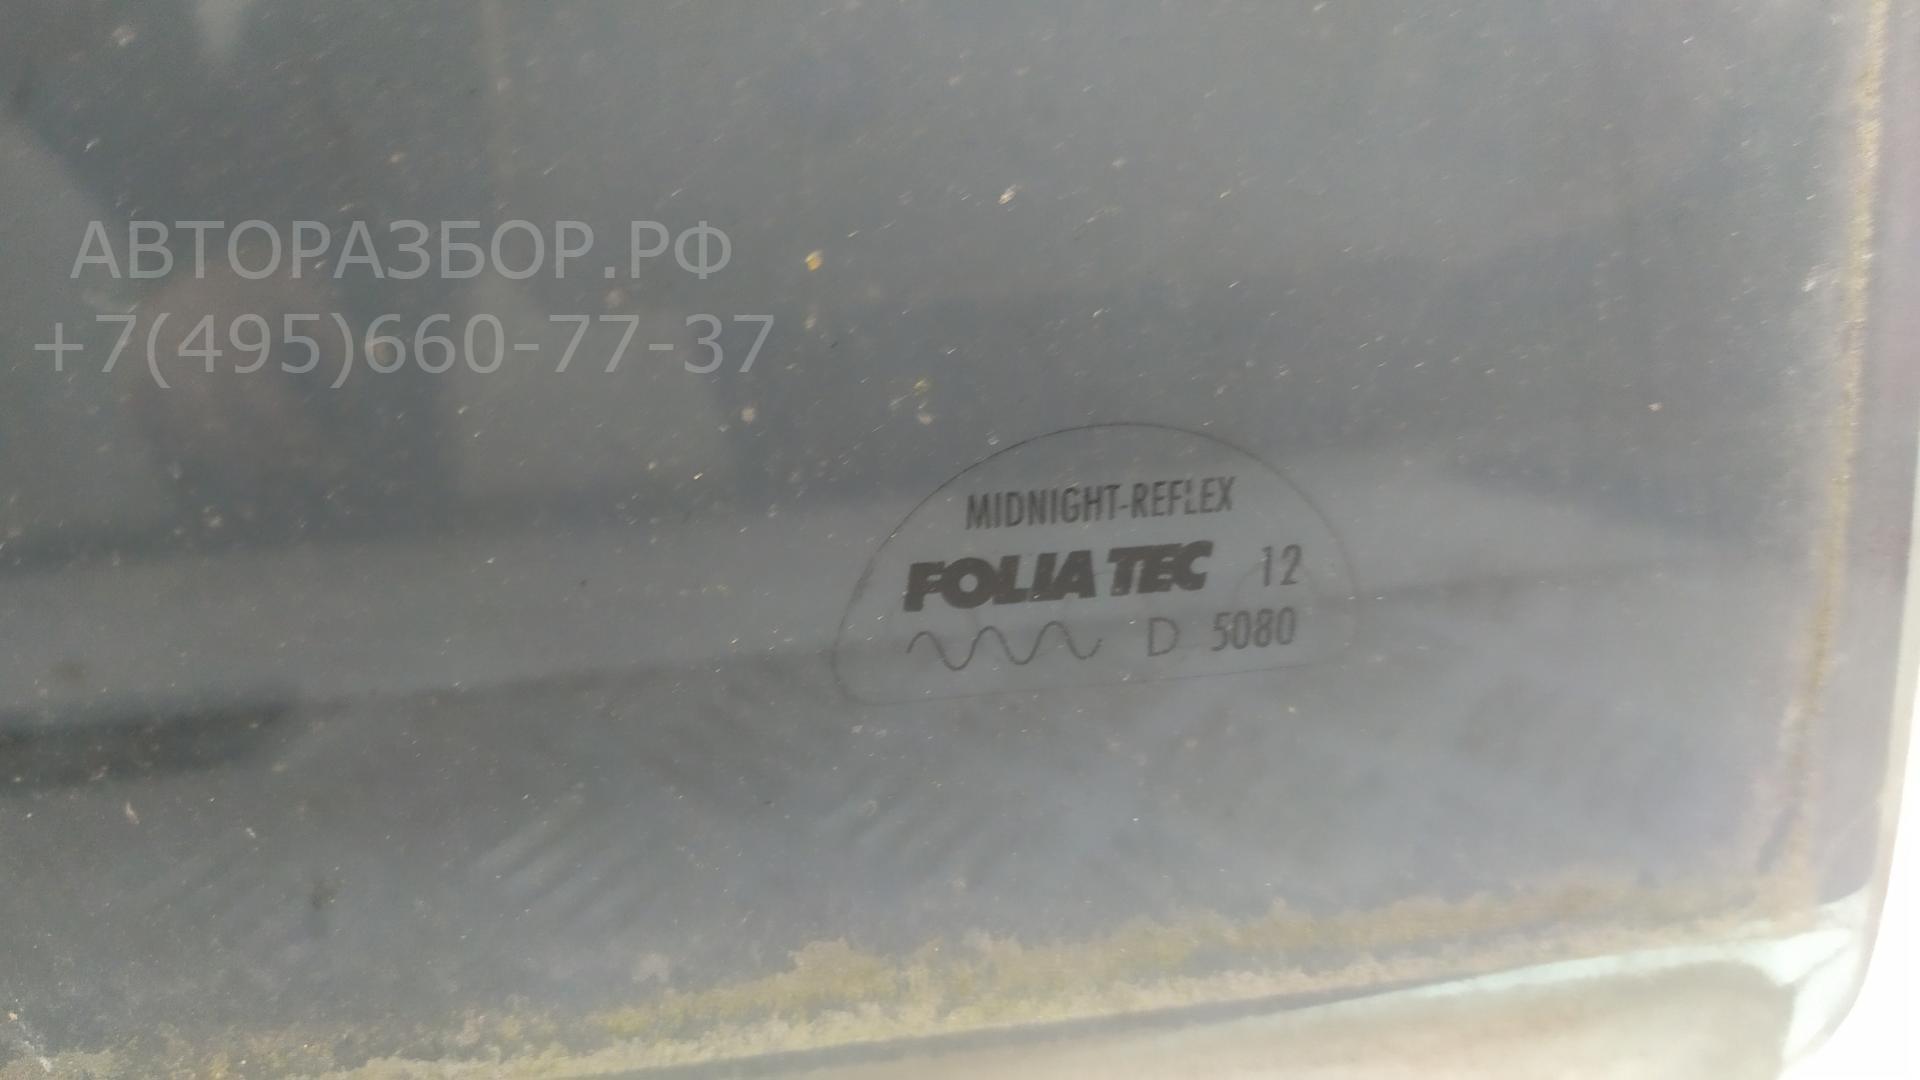 АВТОРАЗБОР.РФ
+7(495)660-77-37
MIDNIGHT-REFLEX
FOLIATEC 12
D 5080